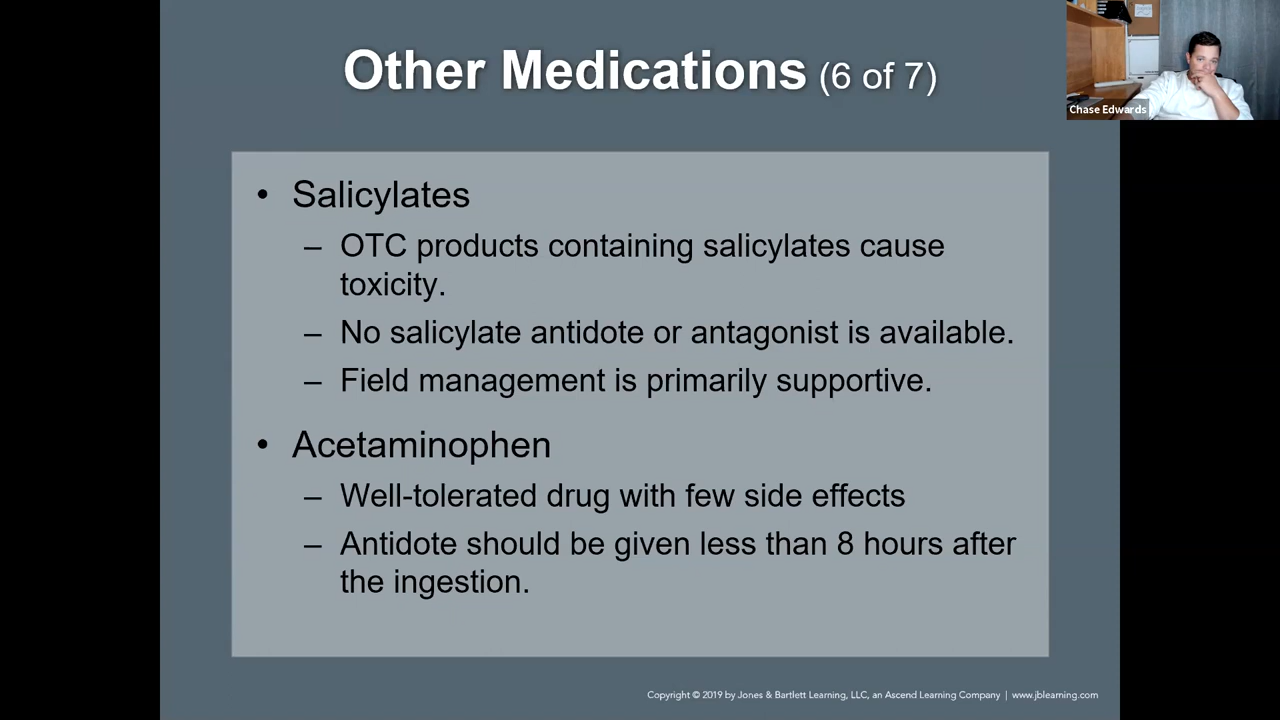 Other Medications (6 of 7)
Chase Edwards
• Salicylates
– OTC products containing salicylates cause
toxicity.
– No salicylate antidote or antagonist is available.
– Field management is primarily supportive.
• Acetaminophen
– Well-tolerated drug with few side effects
– Antidote should be given less than 8 hours after
the ingestion.
Copyright © 2019 by Jones & Bartlett Learning, LLC, an Ascend Learning Company | www.jblearning.com